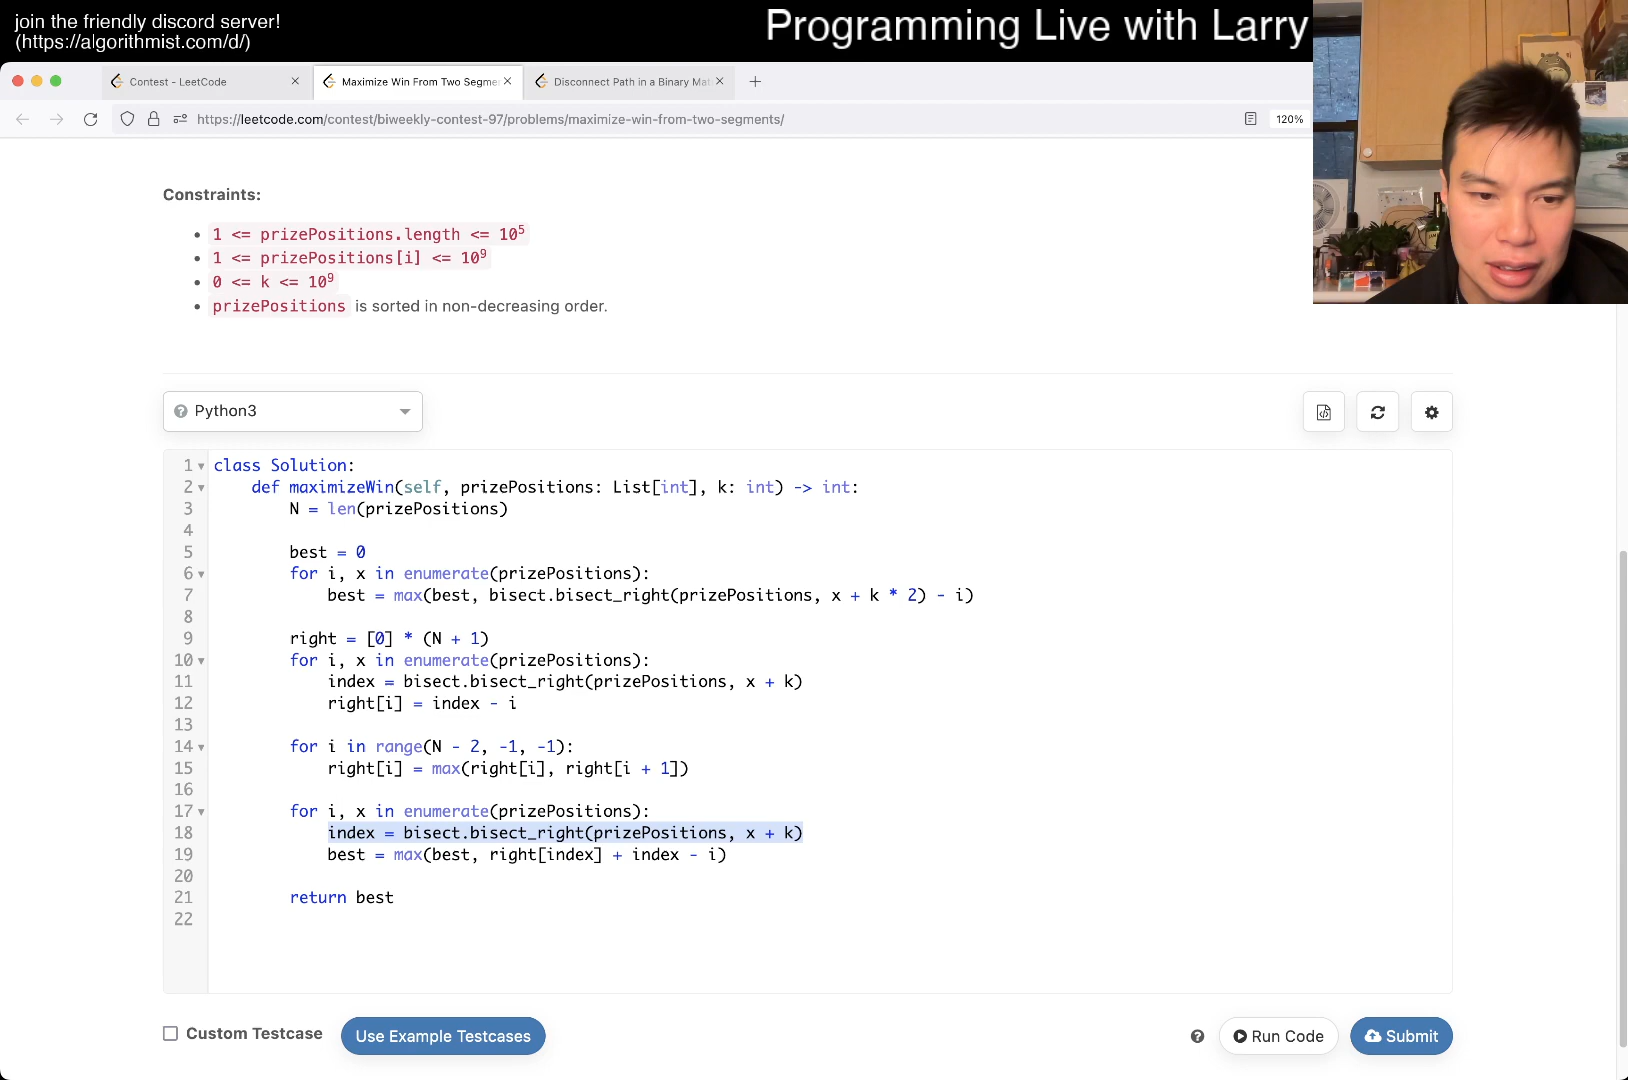 join the friendly discord server!
(https://algorithmist.com/d/)
Programming Live with Larry
Contest - LeetCode
Maximize Win From Two Segme
Disconnect Path in a Binary Mat
https://leetcode.com/contest/biweekly-contest-97/problems/maximize-win-from-two-segments/
120%
Constraints:
1 <= prizePositions.length <= 10^5
1 <= prizePositions[i] <= 10^9
0 <= k <= 10^9
prizePositions is sorted in non-decreasing order.
Python3
1 class Solution:
2     def maximizeWin(self, prizePositions: List[int], k: int) -> int:
3         N = len(prizePositions)
4
5         best = 0
6         for i, x in enumerate(prizePositions):
7             best = max(best, bisect.bisect_right(prizePositions, x + k * 2) - i)
8
9         right = [0] * (N + 1)
10         for i, x in enumerate(prizePositions):
11             index = bisect.bisect_right(prizePositions, x + k)
12             right[i] = index - i
13
14         for i in range(N - 2, -1, -1):
15             right[i] = max(right[i], right[i + 1])
16
17         for i, x in enumerate(prizePositions):
18             index = bisect.bisect_right(prizePositions, x + k)
19             best = max(best, right[index] + index - i)
20
21         return best
22
Custom Testcase
Use Example Testcases
Run Code
Submit